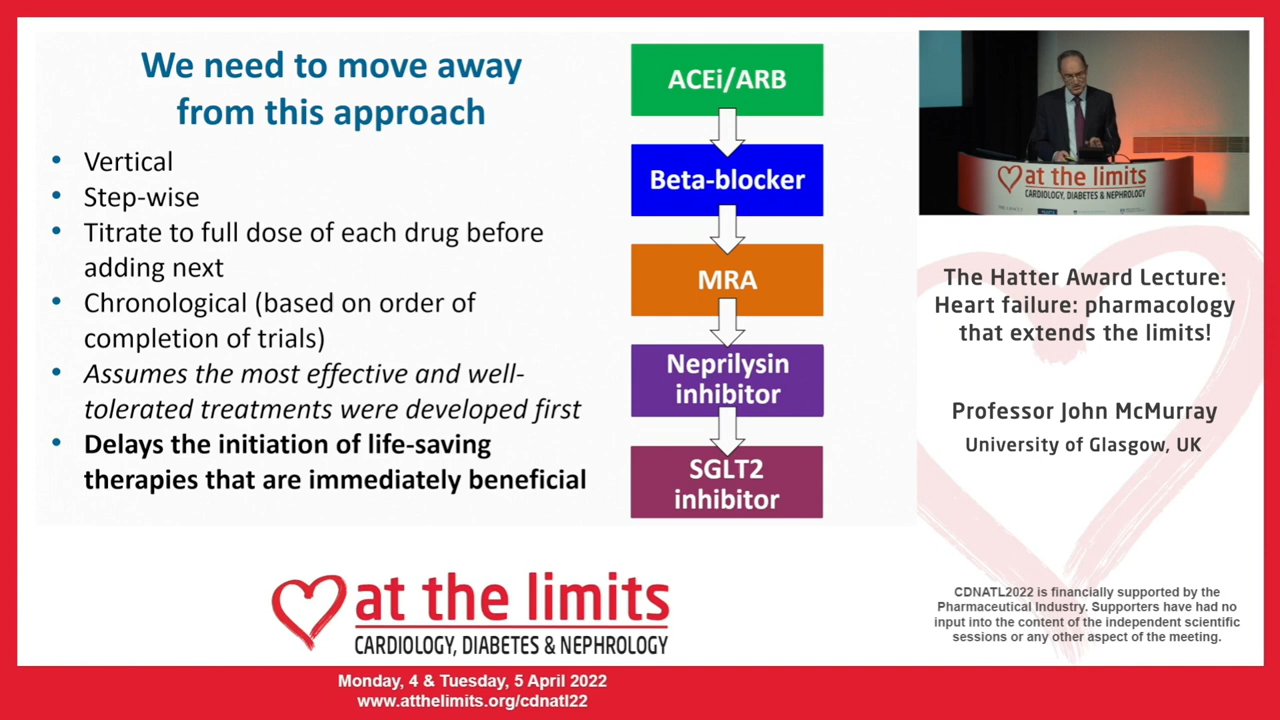 We need to move away
from this approach
• Vertical
• Step-wise
• Titrate to full dose of each drug before
adding next
• Chronological (based on order of
completion of trials)
• Assumes the most effective and well-
tolerated treatments were developed first
• Delays the initiation of life-saving
therapies that are immediately beneficial
ACEi/ARB
Beta-blocker
MRA
Neprilysin
inhibitor
SGLT2
inhibitor
at the limits
CARDIOLOGY, DIABETES & NEPHROLOGY
The Hatter Award Lecture:
Heart failure: pharmacology
that extends the limits!
Professor John McMurray
University of Glasgow, UK
CDNATL2022 is financially supported by the
Pharmaceutical Industry. Supporters have had no
input into the content of the independent scientific
sessions or any other aspect of the meeting.
at the limits
CARDIOLOGY, DIABETES & NEPHROLOGY
Monday, 4 & Tuesday, 5 April 2022
www.atthelimits.org/cdnatl22